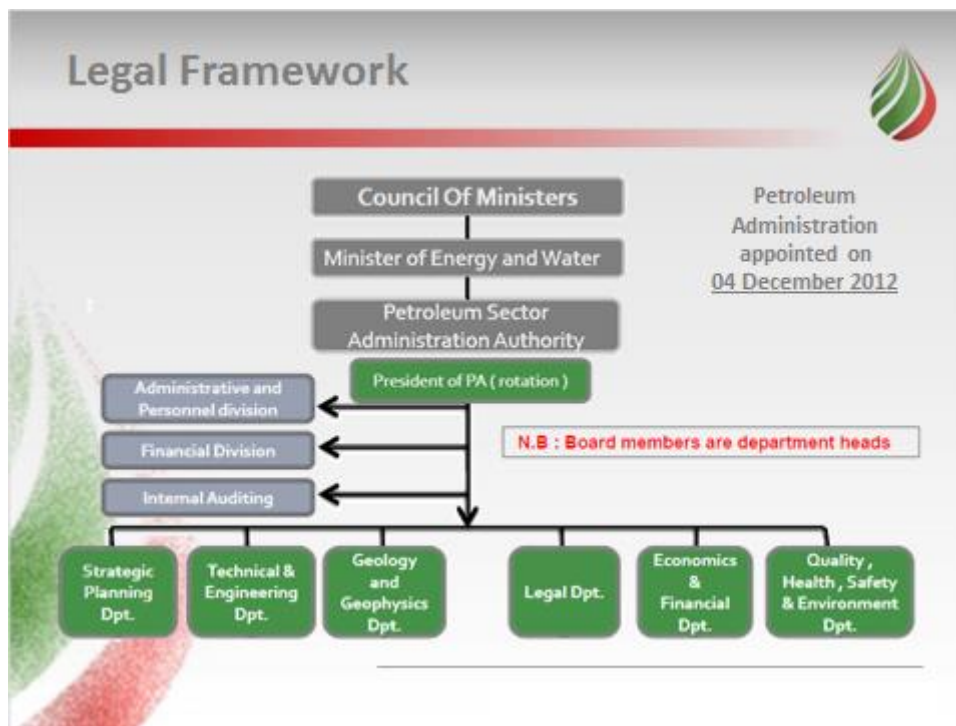 Legal Framework
Council Of Ministers
Minister of Energy and Water
Petroleum Sector
Administration Authority
President of PA ( rotation )
Petroleum
Administration
appointed on
04 December 2012
Administrative and
Personnel division
Financial Division
Internal Auditing
N.B : Board members are department heads
Strategic
Planning
Dpt.
Technical &
Engineering
Dpt.
Geology
and
Geophysics
Dpt.
Legal Dpt.
Economics
&
Financial
Dpt.
Quality ,
Health , Safety
& Environment
Dpt.